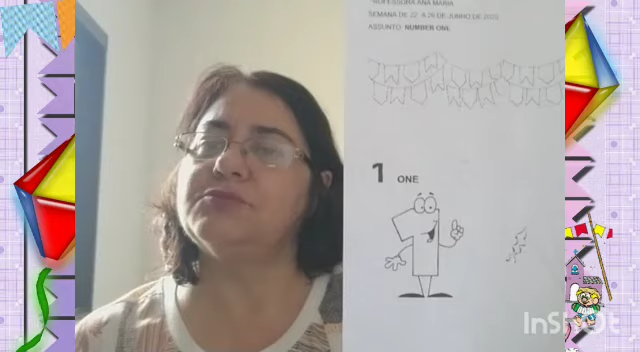 PROFESSORA ANA MARIA
SEMANA DE 22 A 26 DE JUNHO DE 2020
ASSUNTO: NUMBER ONE
1 ONE
InShOt